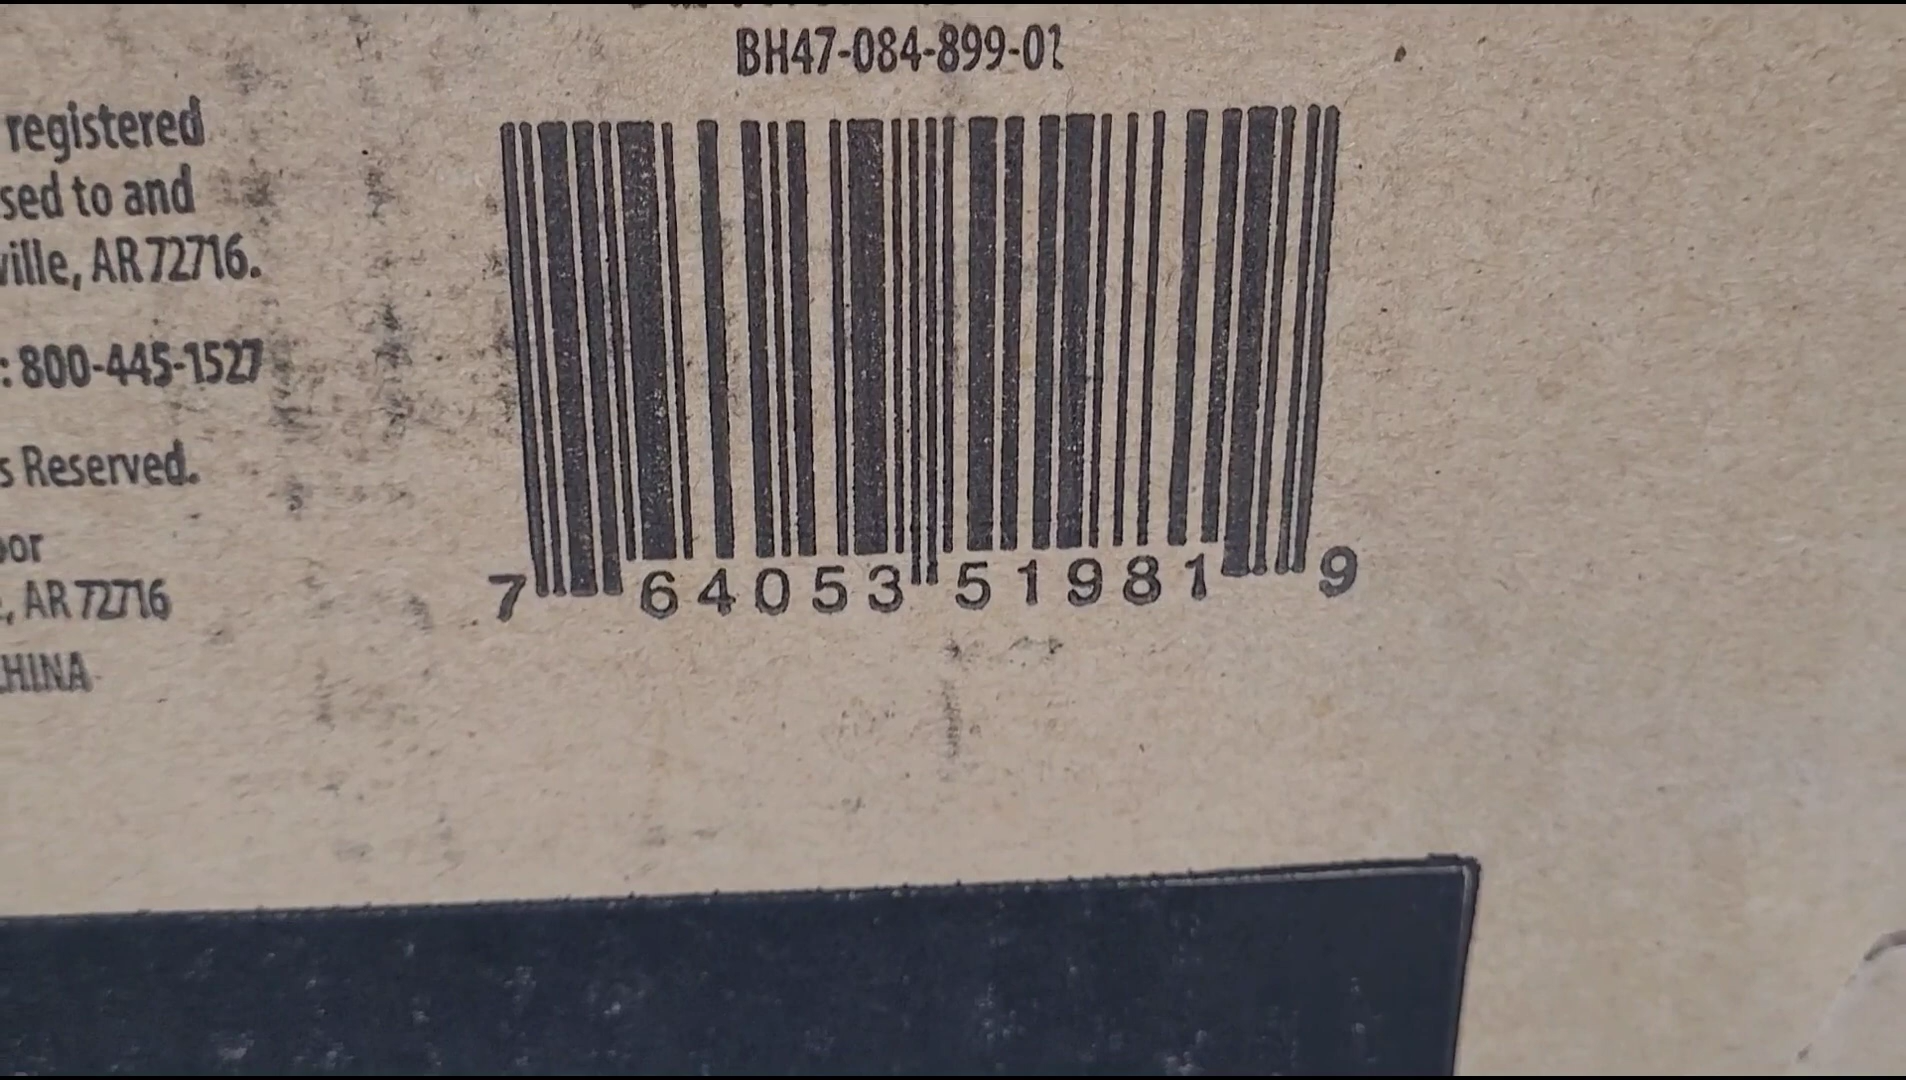 BH47-084-899-01
registered
sed to and
ville, AR 72716.
: 800-445-1527
s Reserved.
oor
, AR 72716
HINA
7 64053 51981 9